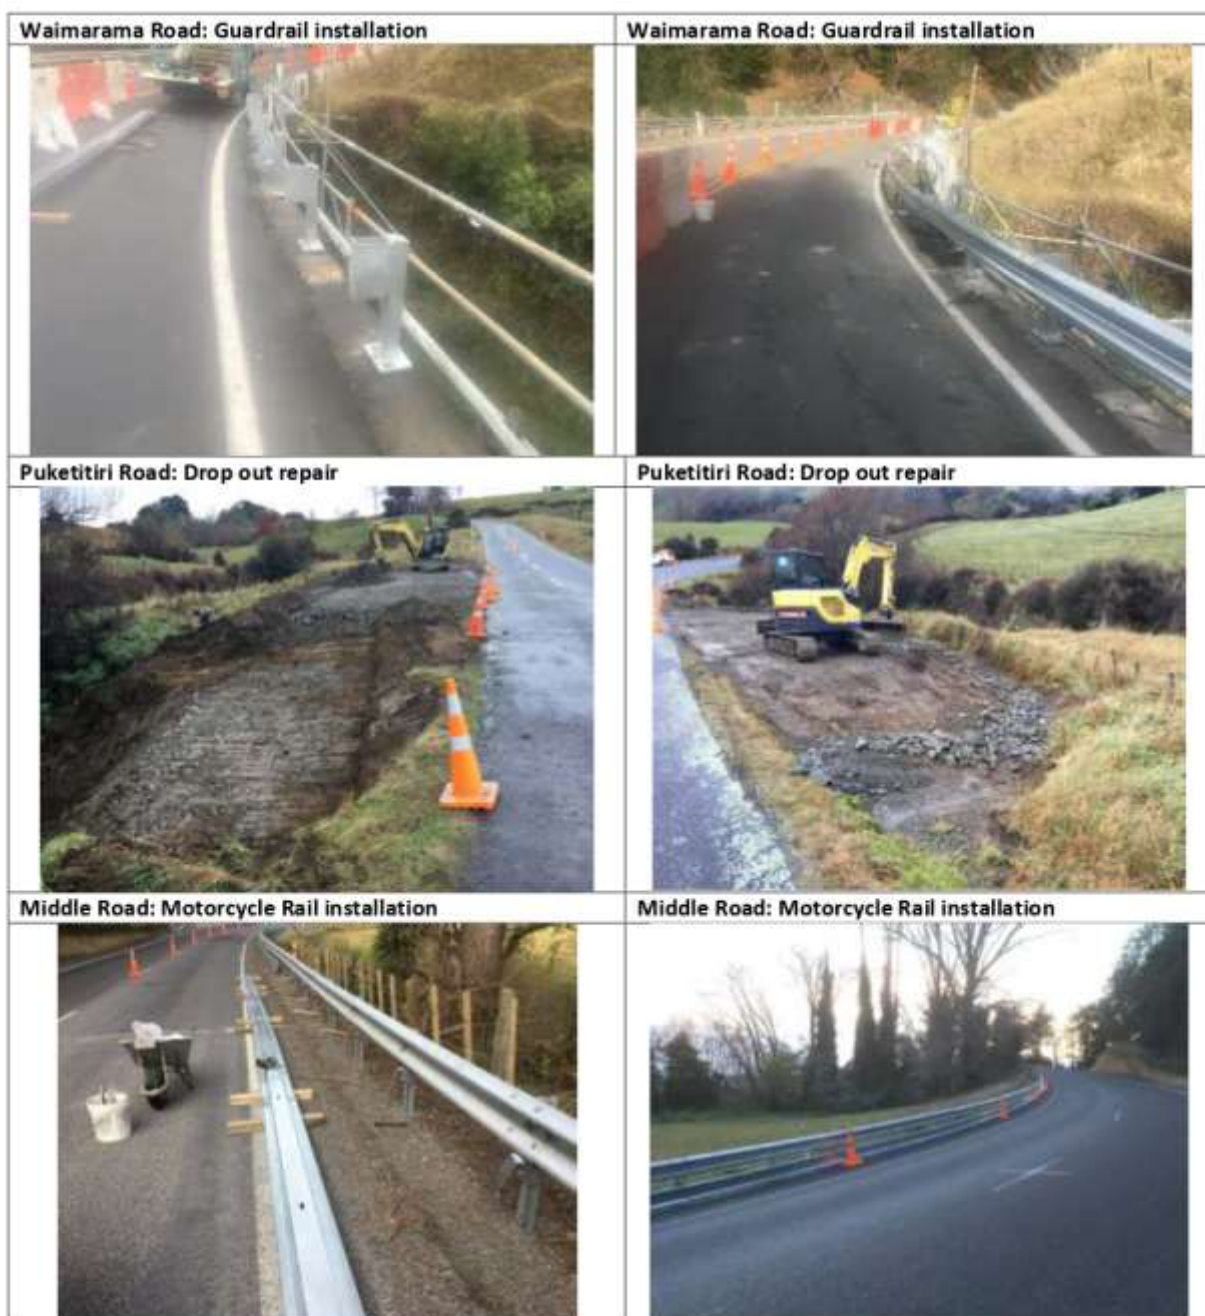 Waimarama Road: Guardrail installation
Waimarama Road: Guardrail installation
Puketitiri Road: Drop out repair
Puketitiri Road: Drop out repair
Middle Road: Motorcycle Rail installation
Middle Road: Motorcycle Rail installation